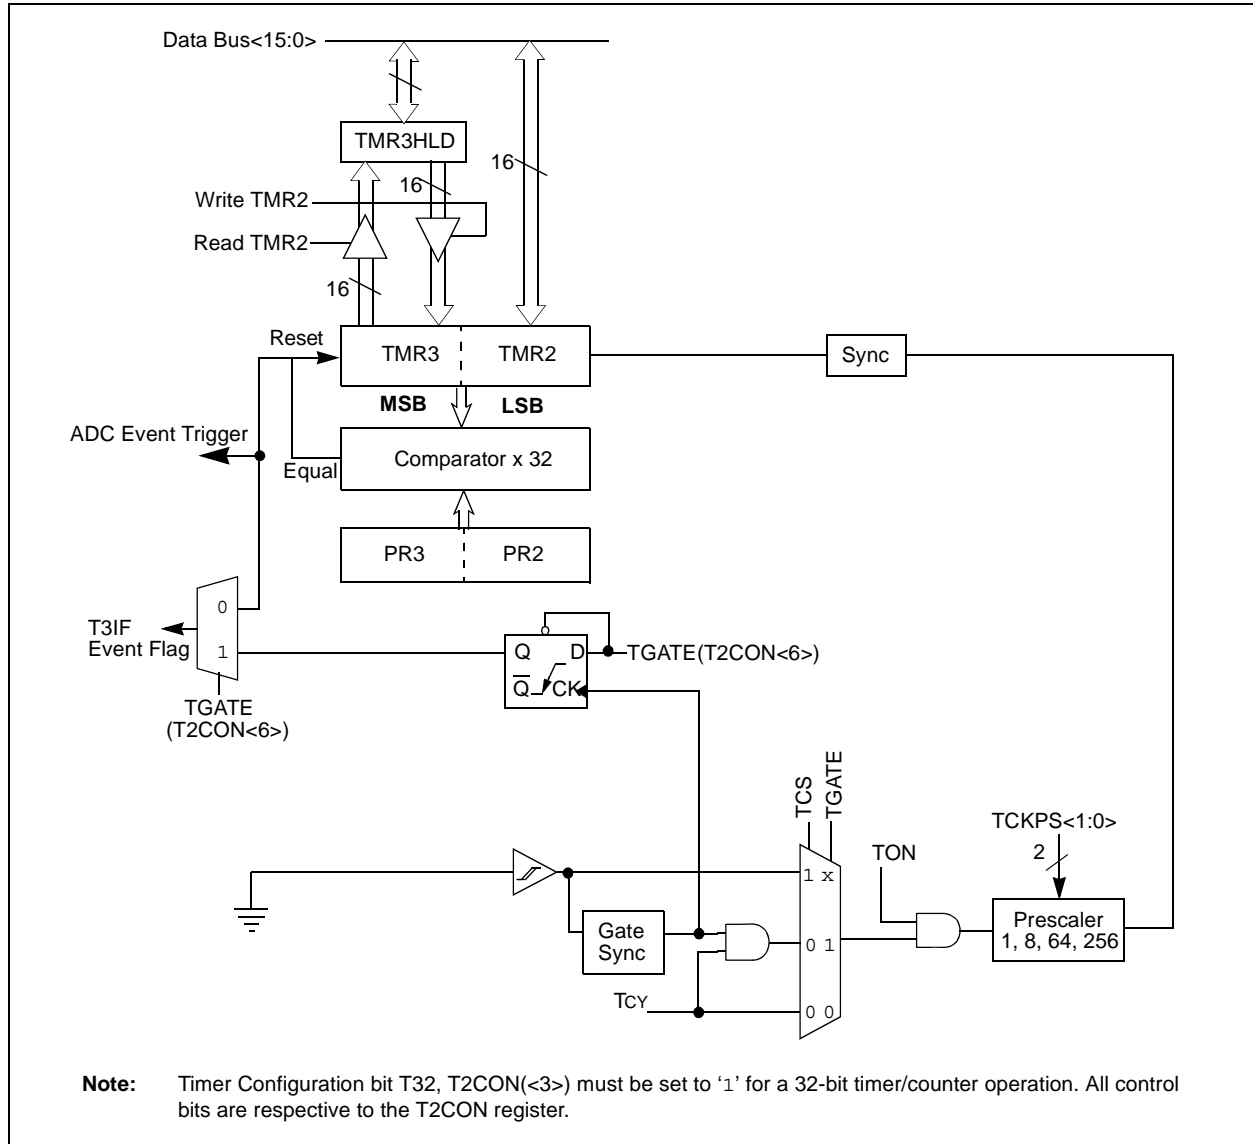 Data Bus<15:0>
TMR3HLD
16
16
Write TMR2
Read TMR2
16
Reset
TMR3
TMR2
Sync
MSB
LSB
ADC Event Trigger
Equal
Comparator x 32
PR3
PR2
0
T3IF
Event Flag
1
Q
D
TGATE(T2CON<6>)
Q̅
CK
TGATE
(T2CON<6>)
TCS
TGATE
TCKPS<1:0>
2
TON
1 x
Prescaler
1, 8, 64, 256
Gate
Sync
0 1
TCY
0 0
Note: Timer Configuration bit T32, T2CON(<3>) must be set to ‘1’ for a 32-bit timer/counter operation. All control
bits are respective to the T2CON register.